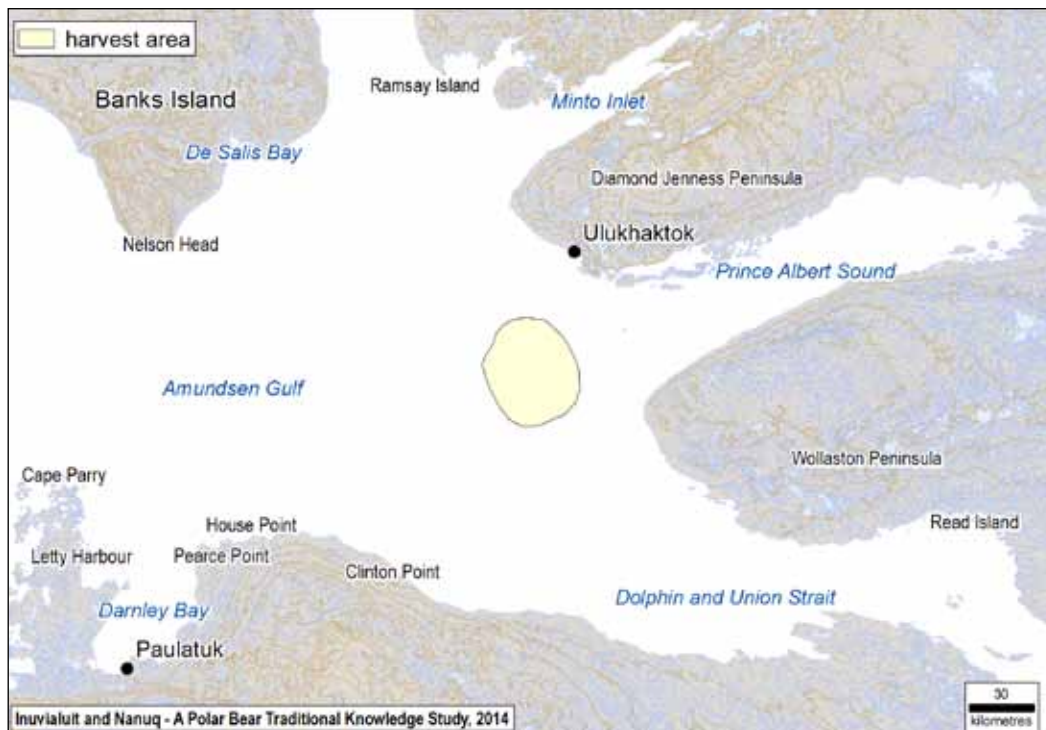 harvest area
Ramsay Island
Banks Island
Minto Inlet
De Salis Bay
Diamond Jenness Peninsula
Nelson Head
Ulukhaktok
Prince Albert Sound
Amundsen Gulf
Wollaston Peninsula
Cape Parry
House Point
Read Island
Letty Harbour
Pearce Point
Clinton Point
Darnley Bay
Dolphin and Union Strait
Paulatuk
30
kilometres
Inuvialuit and Nanuq - A Polar Bear Traditional Knowledge Study, 2014